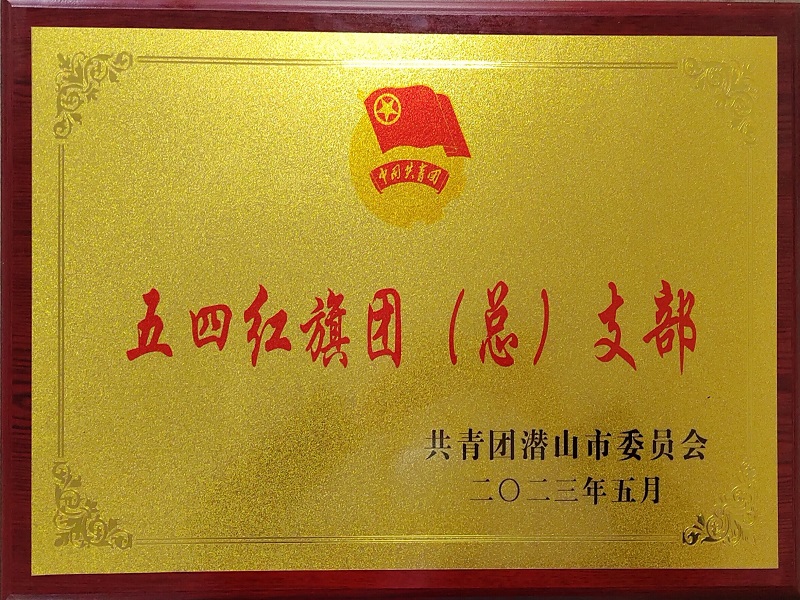 中国共青团
五四红旗团（总）支部
共青团潜山市委员会
二〇二三年五月